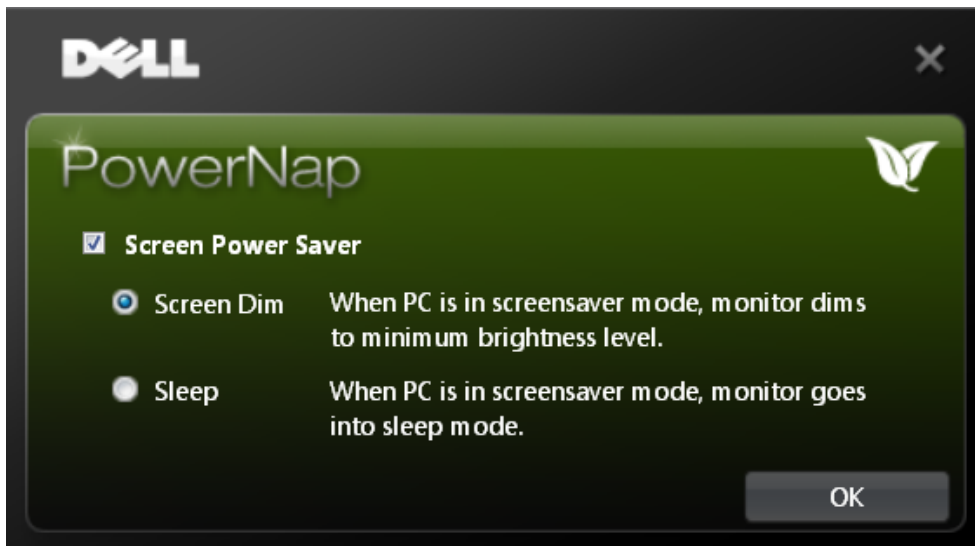 DELL
PowerNap
Screen Power Saver
Screen Dim When PC is in screensaver mode, monitor dims
to minimum brightness level.
Sleep When PC is in screensaver mode, monitor goes
into sleep mode.
OK